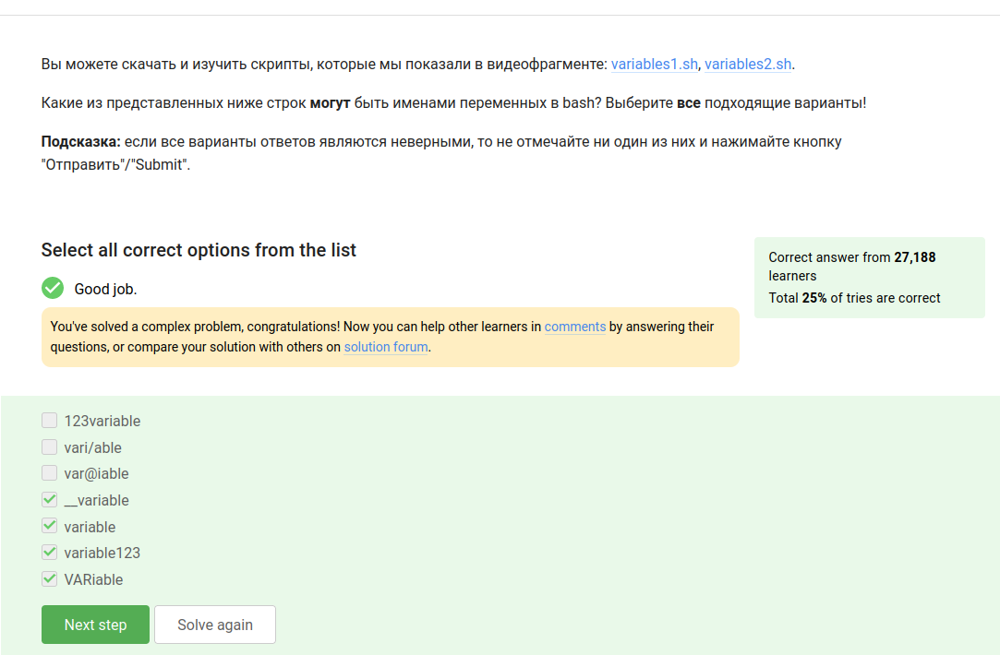 Вы можете скачать и изучить скрипты, которые мы показали в видеофрагменте: variables1.sh, variables2.sh.
Какие из представленных ниже строк могут быть именами переменных в bash? Выберите все подходящие варианты!
Подсказка: если все варианты ответов являются неверными, то не отмечайте ни один из них и нажимайте кнопку
"Отправить"/"Submit".
Select all correct options from the list
Good job.
You've solved a complex problem, congratulations! Now you can help other learners in comments by answering their
questions, or compare your solution with others on solution forum.
Correct answer from 27,188
learners
Total 25% of tries are correct
123variable
vari/able
var@iable
__variable
variable
variable123
VARiable
Next step
Solve again